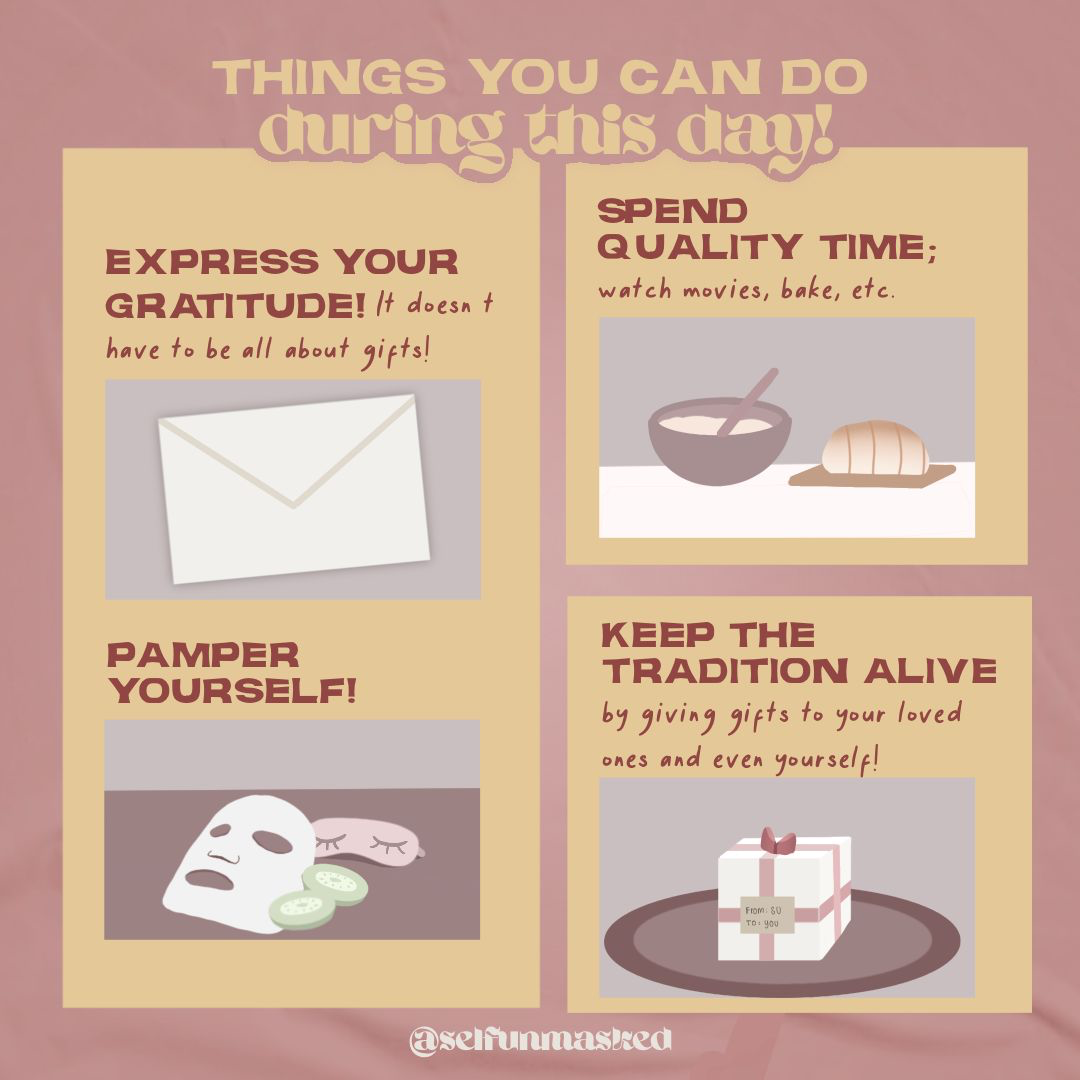 THINGS YOU CAN DO
during this day!
EXPRESS YOUR
GRATITUDE! It doesn t
have to be all about gifts!
PAMPER
YOURSELF!
SPEND
QUALITY TIME;
watch movies, bake, etc.
KEEP THE
TRADITION ALIVE
by giving gifts to your loved
ones and even yourself!
From: SU
To: you
@selfunmasked